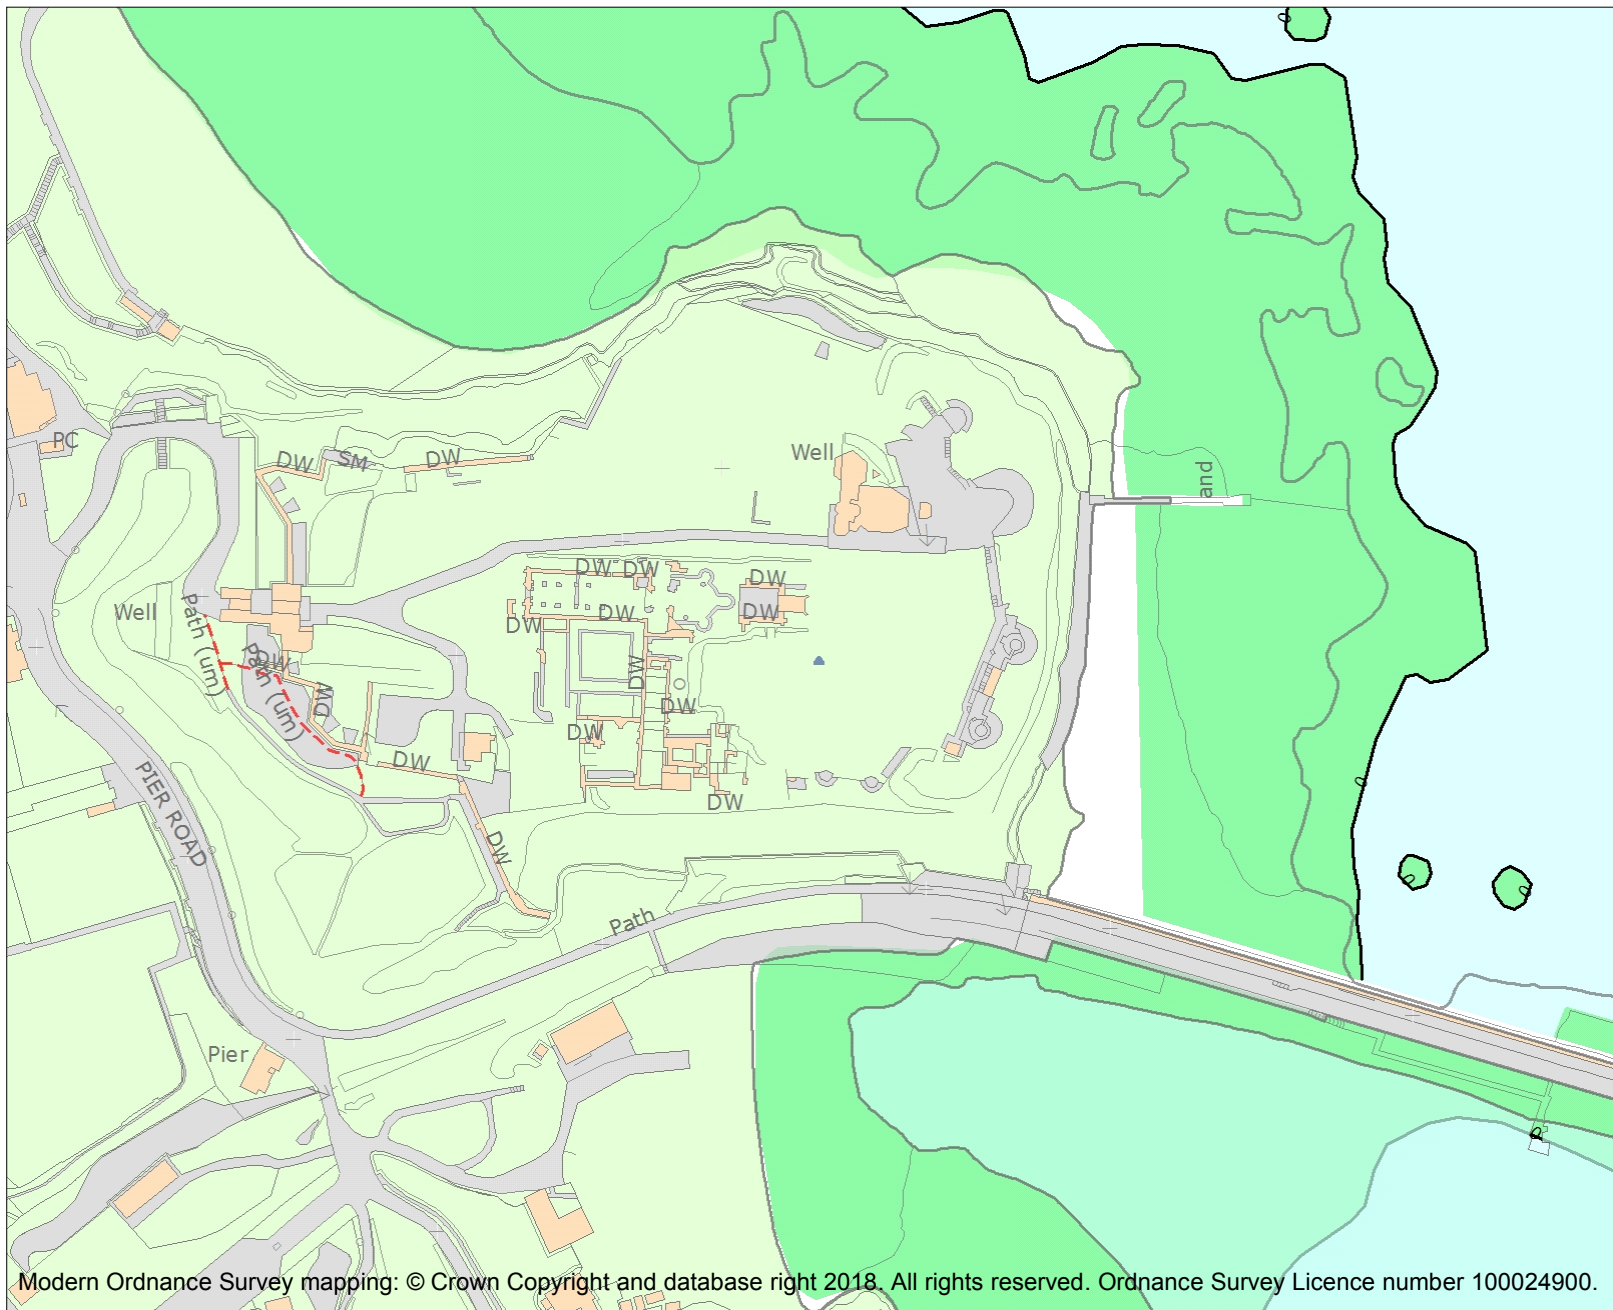 PC
DW
SM
DW
Well
and
DW
DW
DW
DW
DW
DW
Well
Path (um)
DW
Path (um)
DW
DW
DW
DW
DW
DW
DW
PIER ROAD
DW
Path
Pier
Modern Ordnance Survey mapping: © Crown Copyright and database right 2018. All rights reserved. Ordnance Survey Licence number 100024900.